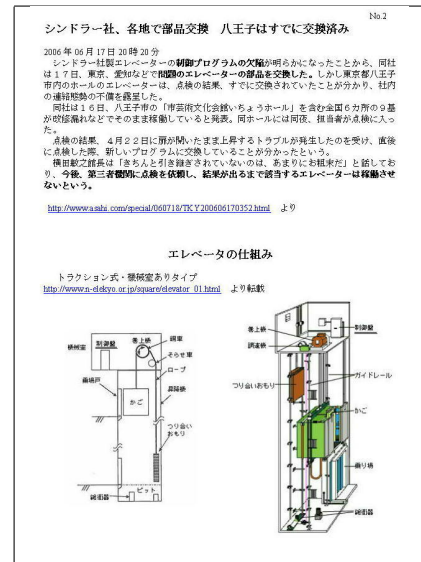 No.2
シンドラー社、各地で部品交換　八王子はすでに交換済み
2006年06月17日20時20分
シンドラー社製エレベーターの制御プログラムの欠陥が明らかになったことから、同社
は17日、東京、愛知などで問題のエレベーターの部品を交換した。しかし東京都八王子
市内のホールのエレベーターは、点検の結果、すでに交換されていたことが分かり、社内
の連絡態勢の不備を露呈した。
同社は16日、八王子市の「市芸術文化会館いちょうホール」を含む全国6カ所の9基
が改修漏れなどでそのまま稼働していると発表。同ホールには同夜、担当者が点検に入っ
た。
点検の結果、4月22日に扉が開いたまま上昇するトラブルが発生したのを受け、直後
に点検した際、新しいプログラムに交換していることが分かったという。
横田敏之館長は「きちんと引き継ぎされていないのは、あまりにお粗末だ」と話してお
り、今後、第三者機関に点検を依頼し、結果が出るまで該当するエレベーターは稼働させ
ないという。
http://www.asahi.com/special/060718/TKY200606170352.html　より
エレベータの仕組み
トラクション式・機械室ありタイプ
http://www.n-elekyo.or.jp/square/elevator_01.html　より転載
機械室
制御盤
巻上機
綱車
そらせ車
ロープ
乗場戸
かご
昇降機
つり合い
おもり
緩衝器
ピット
巻上機
制御盤
調速機
つり合いおもり
ガイドレール
かご
乗り場
緩衝器